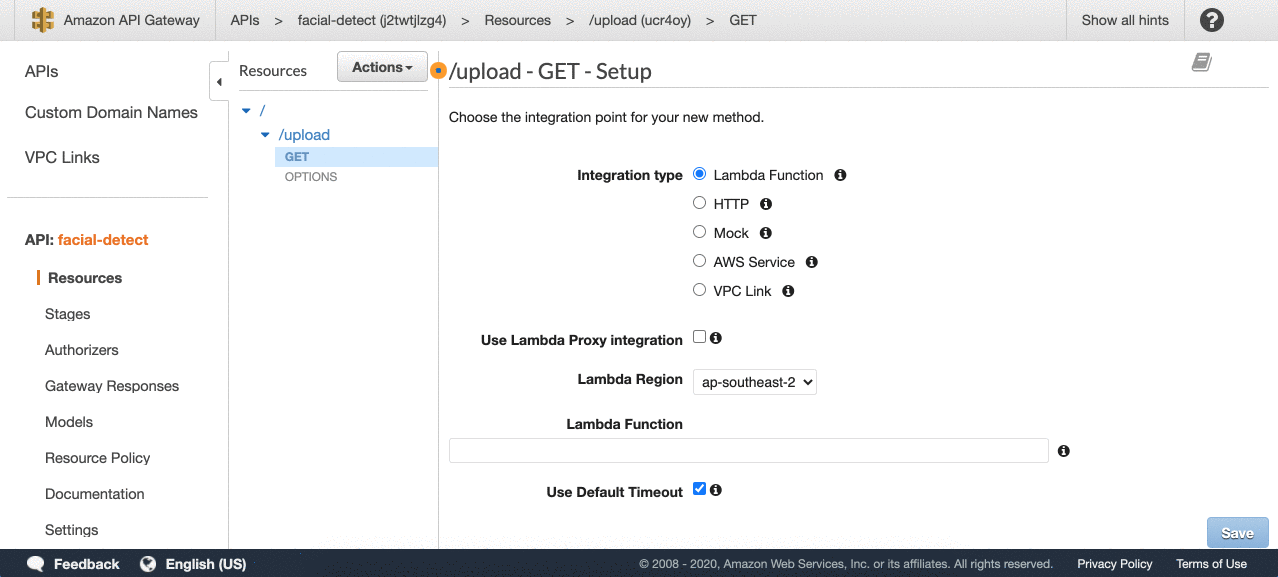 Amazon API Gateway APIs > facial-detect (j2twtjlzg4) > Resources > /upload (ucr4oy) > GET Show all hints ?
APIs
Custom Domain Names
VPC Links
API: facial-detect
Resources
Stages
Authorizers
Gateway Responses
Models
Resource Policy
Documentation
Settings
Resources Actions
/
/upload
GET
OPTIONS
/upload - GET - Setup
Choose the integration point for your new method.
Integration type Lambda Function
HTTP
Mock
AWS Service
VPC Link
Use Lambda Proxy integration
Lambda Region ap-southeast-2
Lambda Function
Use Default Timeout
Save
Feedback English (US) © 2008 - 2020, Amazon Web Services, Inc. or its affiliates. All rights reserved. Privacy Policy Terms of Use